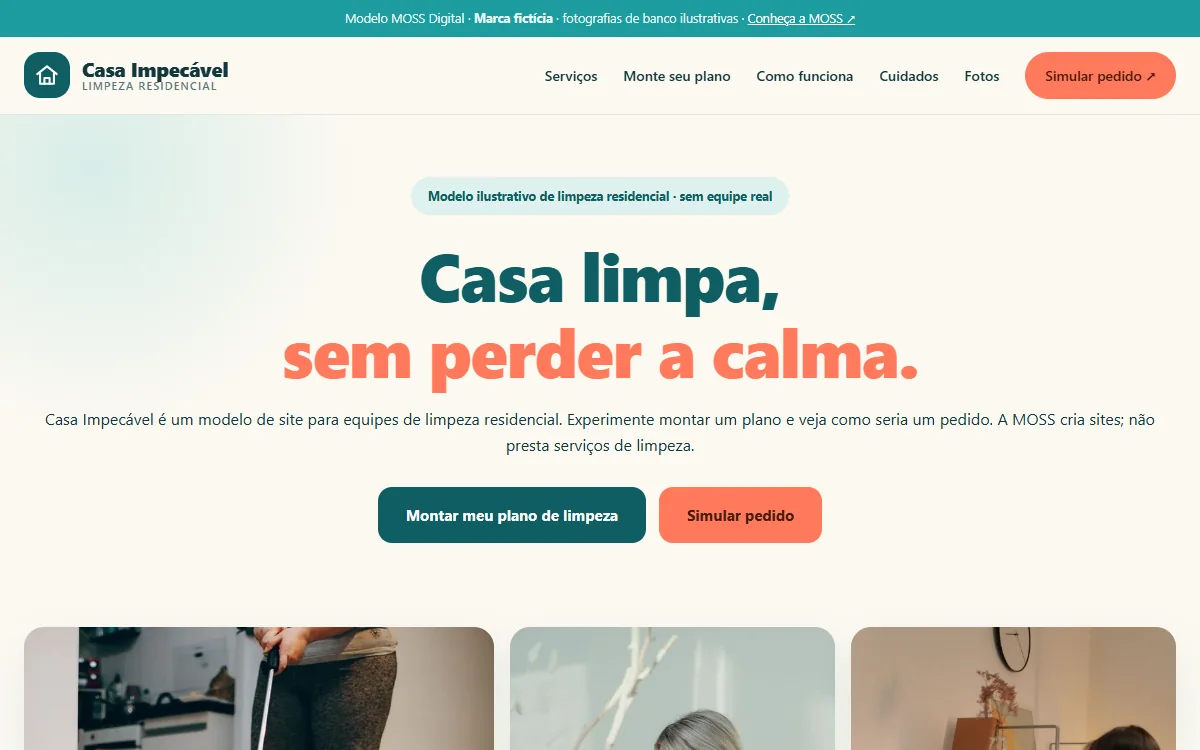 Modelo MOSS Digital · Marca fictícia · fotografias de banco ilustrativas · Conheça a MOSS ↗
Casa Impecável
LIMPEZA RESIDENCIAL
Serviços
Monte seu plano
Como funciona
Cuidados
Fotos
Simular pedido ↗
Modelo ilustrativo de limpeza residencial · sem equipe real
Casa limpa,
sem perder a calma.
Casa Impecável é um modelo de site para equipes de limpeza residencial. Experimente montar um plano e veja como seria um pedido. A MOSS cria sites; não
presta serviços de limpeza.
Montar meu plano de limpeza
Simular pedido